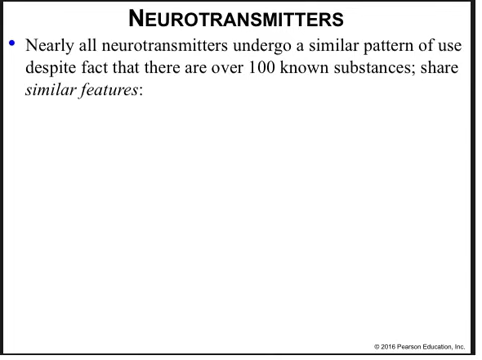 NEUROTRANSMITTERS
• Nearly all neurotransmitters undergo a similar pattern of use
despite fact that there are over 100 known substances; share
similar features:
© 2016 Pearson Education, Inc.